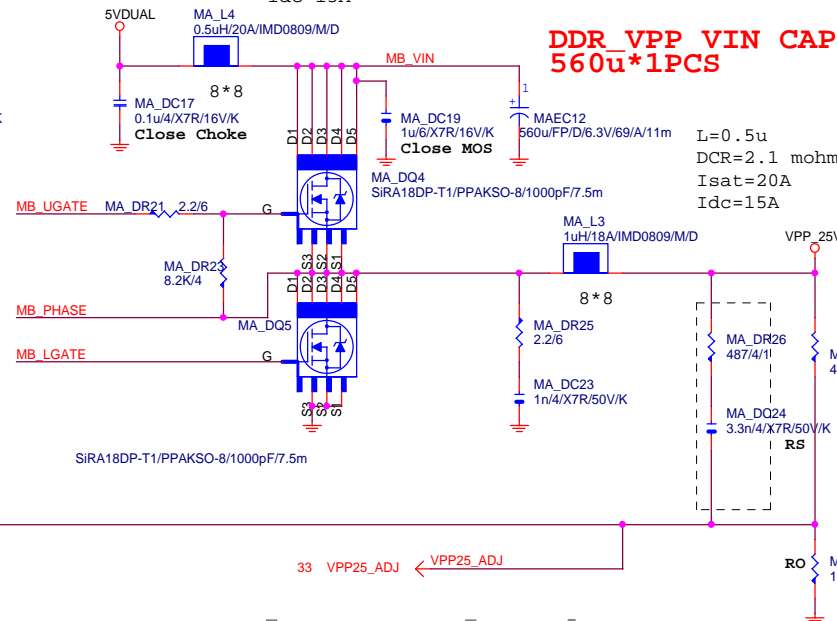 5VDUAL
MA_L4
0.5uH/20A/IMD0809/M/D
8*8
MB_VIN
DDR_VPP VIN CAP
560u*1PCS
MA_DC17
0.1u/4/X7R/16V/K
Close Choke
MA_DC19
1u/6/X7R/16V/K
Close MOS
1
+
MAEC12
560u/FP/D/6.3V/69/A/11m
L=0.5u
DCR=2.1 mohm
Isat=20A
Idc=15A
D1
D2
D3
D4
D5
MA_DQ4
SiRA18DP-T1/PPAKSO-8/1000pF/7.5m
MB_UGATE
MA_DR21
2.2/6
G
S3
S2
S1
MA_L3
1uH/18A/IMD0809/M/D
8*8
MA_DR23
8.2K/4
MB_PHASE
D1
D2
D3
D4
D5
MA_DQ5
MB_LGATE
G
S3
S2
S1
MA_DR25
2.2/6
MA_DC23
1n/4/X7R/50V/K
MA_DR26
487/4/1
3.3n/4/X7R/50V/K
RS
SiRA18DP-T1/PPAKSO-8/1000pF/7.5m
33 VPP25_ADJ
VPP25_ADJ
RO